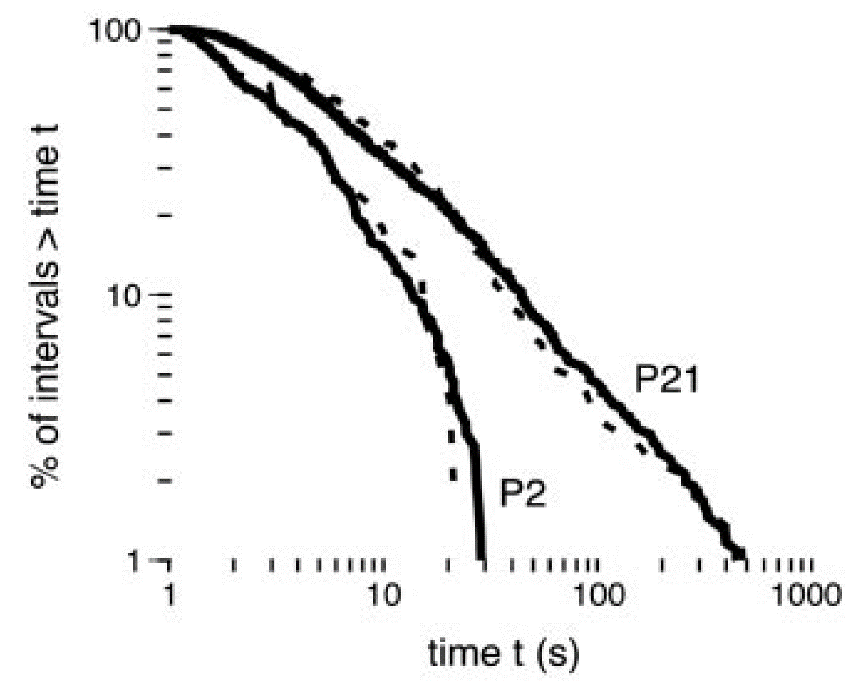 100
% of intervals > time t
10
P21
P2
1
1 10 100 1000
time t (s)